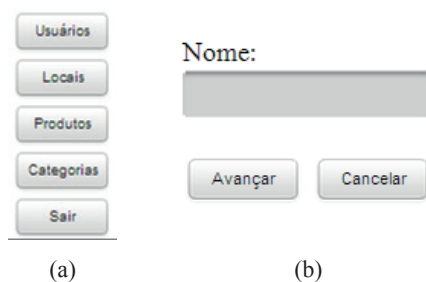 Usuários
Locais
Produtos
Categorias
Sair
(a)
Nome:
Avançar Cancelar
(b)